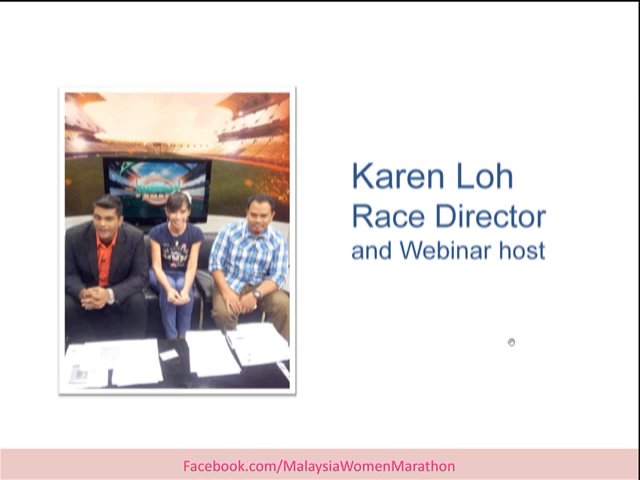 Karen Loh
Race Director
and Webinar host
Facebook.com/MalaysiaWomenMarathon